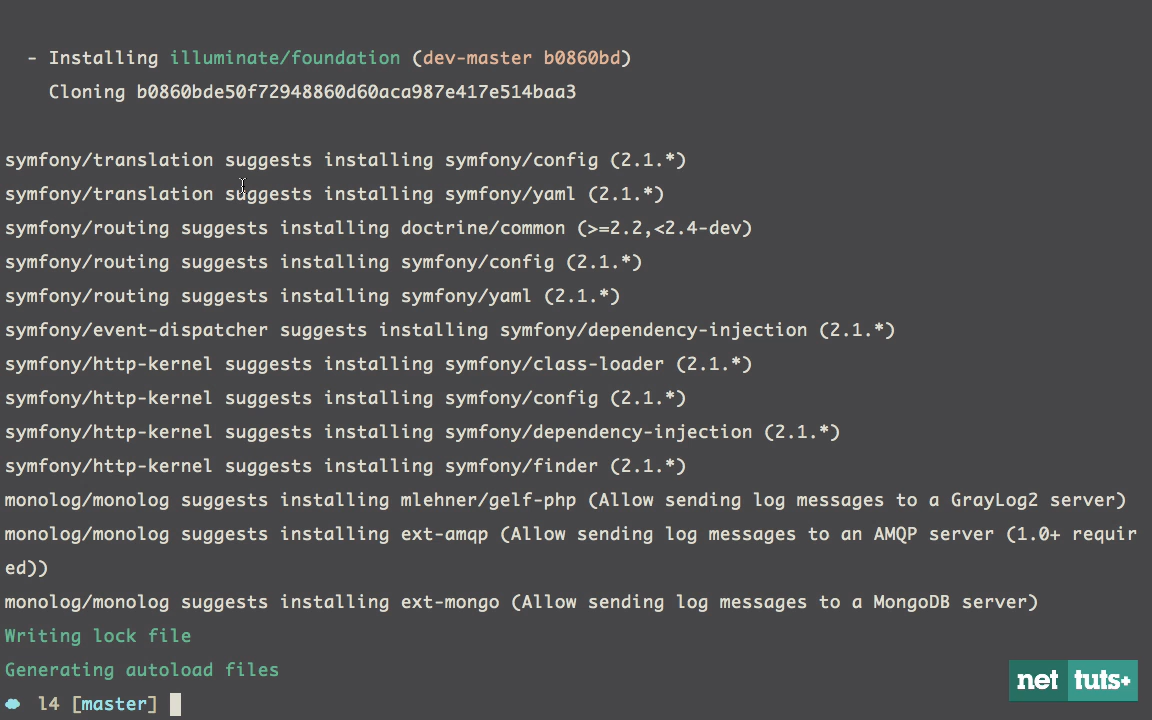 - Installing illuminate/foundation (dev-master b0860bd)
Cloning b0860bde50f72948860d60aca987e417e514baa3
symfony/translation suggests installing symfony/config (2.1.*)
symfony/translation suggests installing symfony/yaml (2.1.*)
symfony/routing suggests installing doctrine/common (>=2.2,<2.4-dev)
symfony/routing suggests installing symfony/config (2.1.*)
symfony/routing suggests installing symfony/yaml (2.1.*)
symfony/event-dispatcher suggests installing symfony/dependency-injection (2.1.*)
symfony/http-kernel suggests installing symfony/class-loader (2.1.*)
symfony/http-kernel suggests installing symfony/config (2.1.*)
symfony/http-kernel suggests installing symfony/dependency-injection (2.1.*)
symfony/http-kernel suggests installing symfony/finder (2.1.*)
monolog/monolog suggests installing mlehner/gelf-php (Allow sending log messages to a GrayLog2 server)
monolog/monolog suggests installing ext-amqp (Allow sending log messages to an AMQP server (1.0+ requir
ed))
monolog/monolog suggests installing ext-mongo (Allow sending log messages to a MongoDB server)
Writing lock file
Generating autoload files
l4 [master]
net tuts+